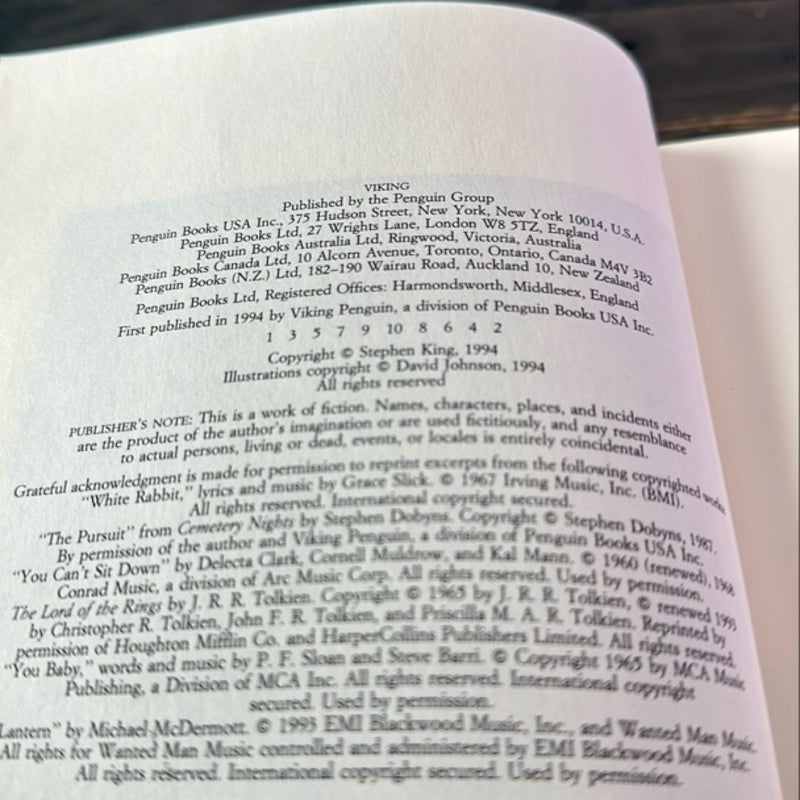 VIKING
Published by the Penguin Group
Penguin Books USA Inc., 375 Hudson Street, New York, New York 10014, U.S.A.
Penguin Books Ltd, 27 Wrights Lane, London W8 5TZ, England
Penguin Books Australia Ltd, Ringwood, Victoria, Australia
Penguin Books Canada Ltd, 10 Alcorn Avenue, Toronto, Ontario, Canada M4V 3B2
Penguin Books (N.Z.) Ltd, 182–190 Wairau Road, Auckland 10, New Zealand
Penguin Books Ltd, Registered Offices: Harmondsworth, Middlesex, England
First published in 1994 by Viking Penguin, a division of Penguin Books USA Inc.
1 3 5 7 9 10 8 6 4 2
Copyright © Stephen King, 1994
Illustrations copyright © David Johnson, 1994
All rights reserved
PUBLISHER'S NOTE: This is a work of fiction. Names, characters, places, and incidents either
are the product of the author's imagination or are used fictitiously, and any resemblance
to actual persons, living or dead, events, or locales is entirely coincidental.
Grateful acknowledgment is made for permission to reprint excerpts from the following copyrighted works
"White Rabbit," lyrics and music by Grace Slick. © 1967 Irving Music, Inc. (BMI).
All rights reserved. International copyright secured.
"The Pursuit" from Cemetery Nights by Stephen Dobyns. Copyright © Stephen Dobyns, 1987.
By permission of the author and Viking Penguin, a division of Penguin Books USA Inc.
"You Can't Sit Down" by Delecta Clark, Cornell Muldrow, and Kal Mann. © 1960 (renewed),
Conrad Music, a division of Arc Music Corp. All rights reserved. Used by permission.
The Lord of the Rings by J. R. R. Tolkien. Copyright © 1965 by J. R. R. Tolkien, © renewed
by Christopher R. Tolkien, John F. R. Tolkien, and Priscilla M. A. R. Tolkien. Reprinted by
permission of Houghton Mifflin Co. and HarperCollins Publishers Limited. All rights reserved.
"You Baby," words and music by P. F. Sloan and Steve Barri. © Copyright 1965 by MCA Music
Publishing, a Division of MCA Inc. All rights reserved. International copyright
secured. Used by permission.
Lantern" by Michael McDermott. © 1993 EMI Blackwood Music, Inc., and Wanted Man Music.
All rights for Wanted Man Music controlled and administered by EMI Blackwood Music, Inc.
All rights reserved. International copyright secured. Used by permission.